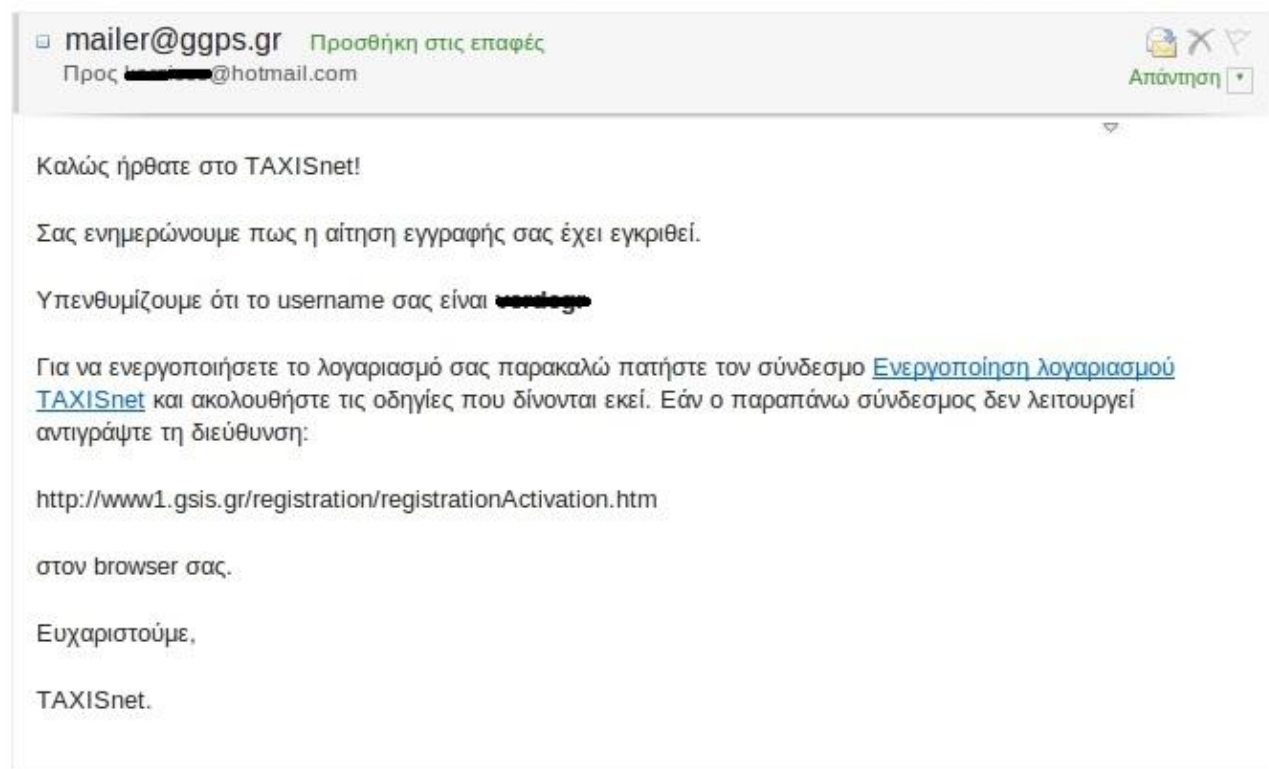 mailer@ggps.gr Προσθήκη στις επαφές
Προς @hotmail.com
Απάντηση
Καλώς ήρθατε στο TAXISnet!
Σας ενημερώνουμε πως η αίτηση εγγραφής σας έχει εγκριθεί.
Υπενθυμίζουμε ότι το username σας είναι
Για να ενεργοποιήσετε το λογαριασμό σας παρακαλώ πατήστε τον σύνδεσμο Ενεργοποίηση λογαριασμού
TAXISnet και ακολουθήστε τις οδηγίες που δίνονται εκεί. Εάν ο παραπάνω σύνδεσμος δεν λειτουργεί
αντιγράψτε τη διεύθυνση:
http://www1.gsis.gr/registration/registrationActivation.htm
στον browser σας.
Ευχαριστούμε,
TAXISnet.